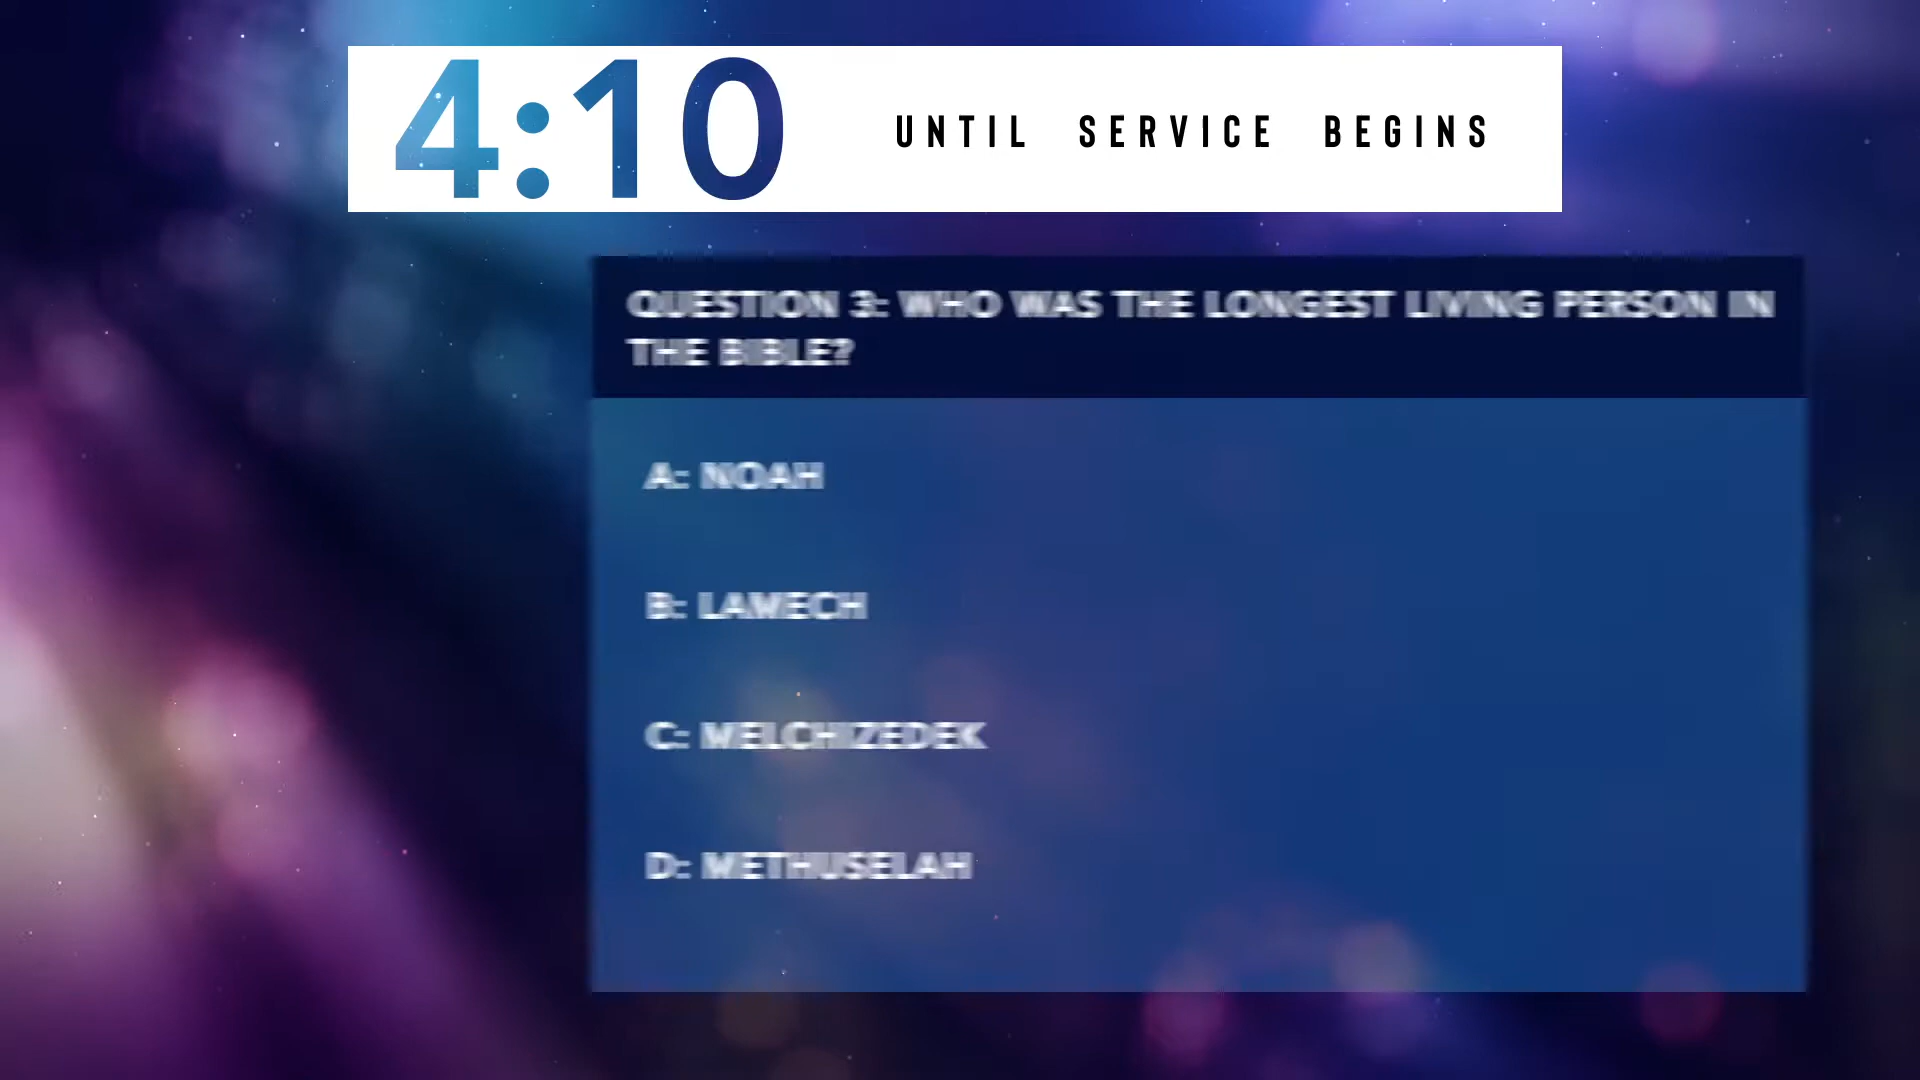 4:10 UNTIL SERVICE BEGINS
QUESTION 3: WHO WAS THE LONGEST LIVING PERSON IN
THE BIBLE?
A: NOAH
B: LAMECH
C: MELCHIZEDEK
D: METHUSELAH